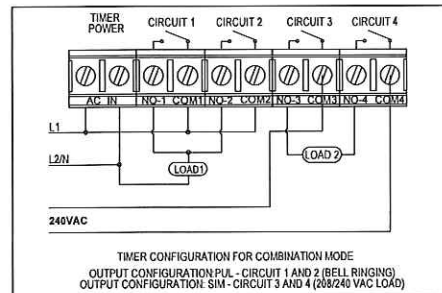 TIMER
POWER
CIRCUIT 1
CIRCUIT 2
CIRCUIT 3
CIRCUIT 4
AC IN
NO-1
COM1
NO-2
COM2
NO-3
COM3
NO-4
COM4
L1
L2/N
LOAD1
LOAD 2
240VAC
TIMER CONFIGURATION FOR COMBINATION MODE
OUTPUT CONFIGURATION:PUL - CIRCUIT 1 AND 2 (BELL RINGING)
OUTPUT CONFIGURATION: SIM - CIRCUIT 3 AND 4 (208/240 VAC LOAD)